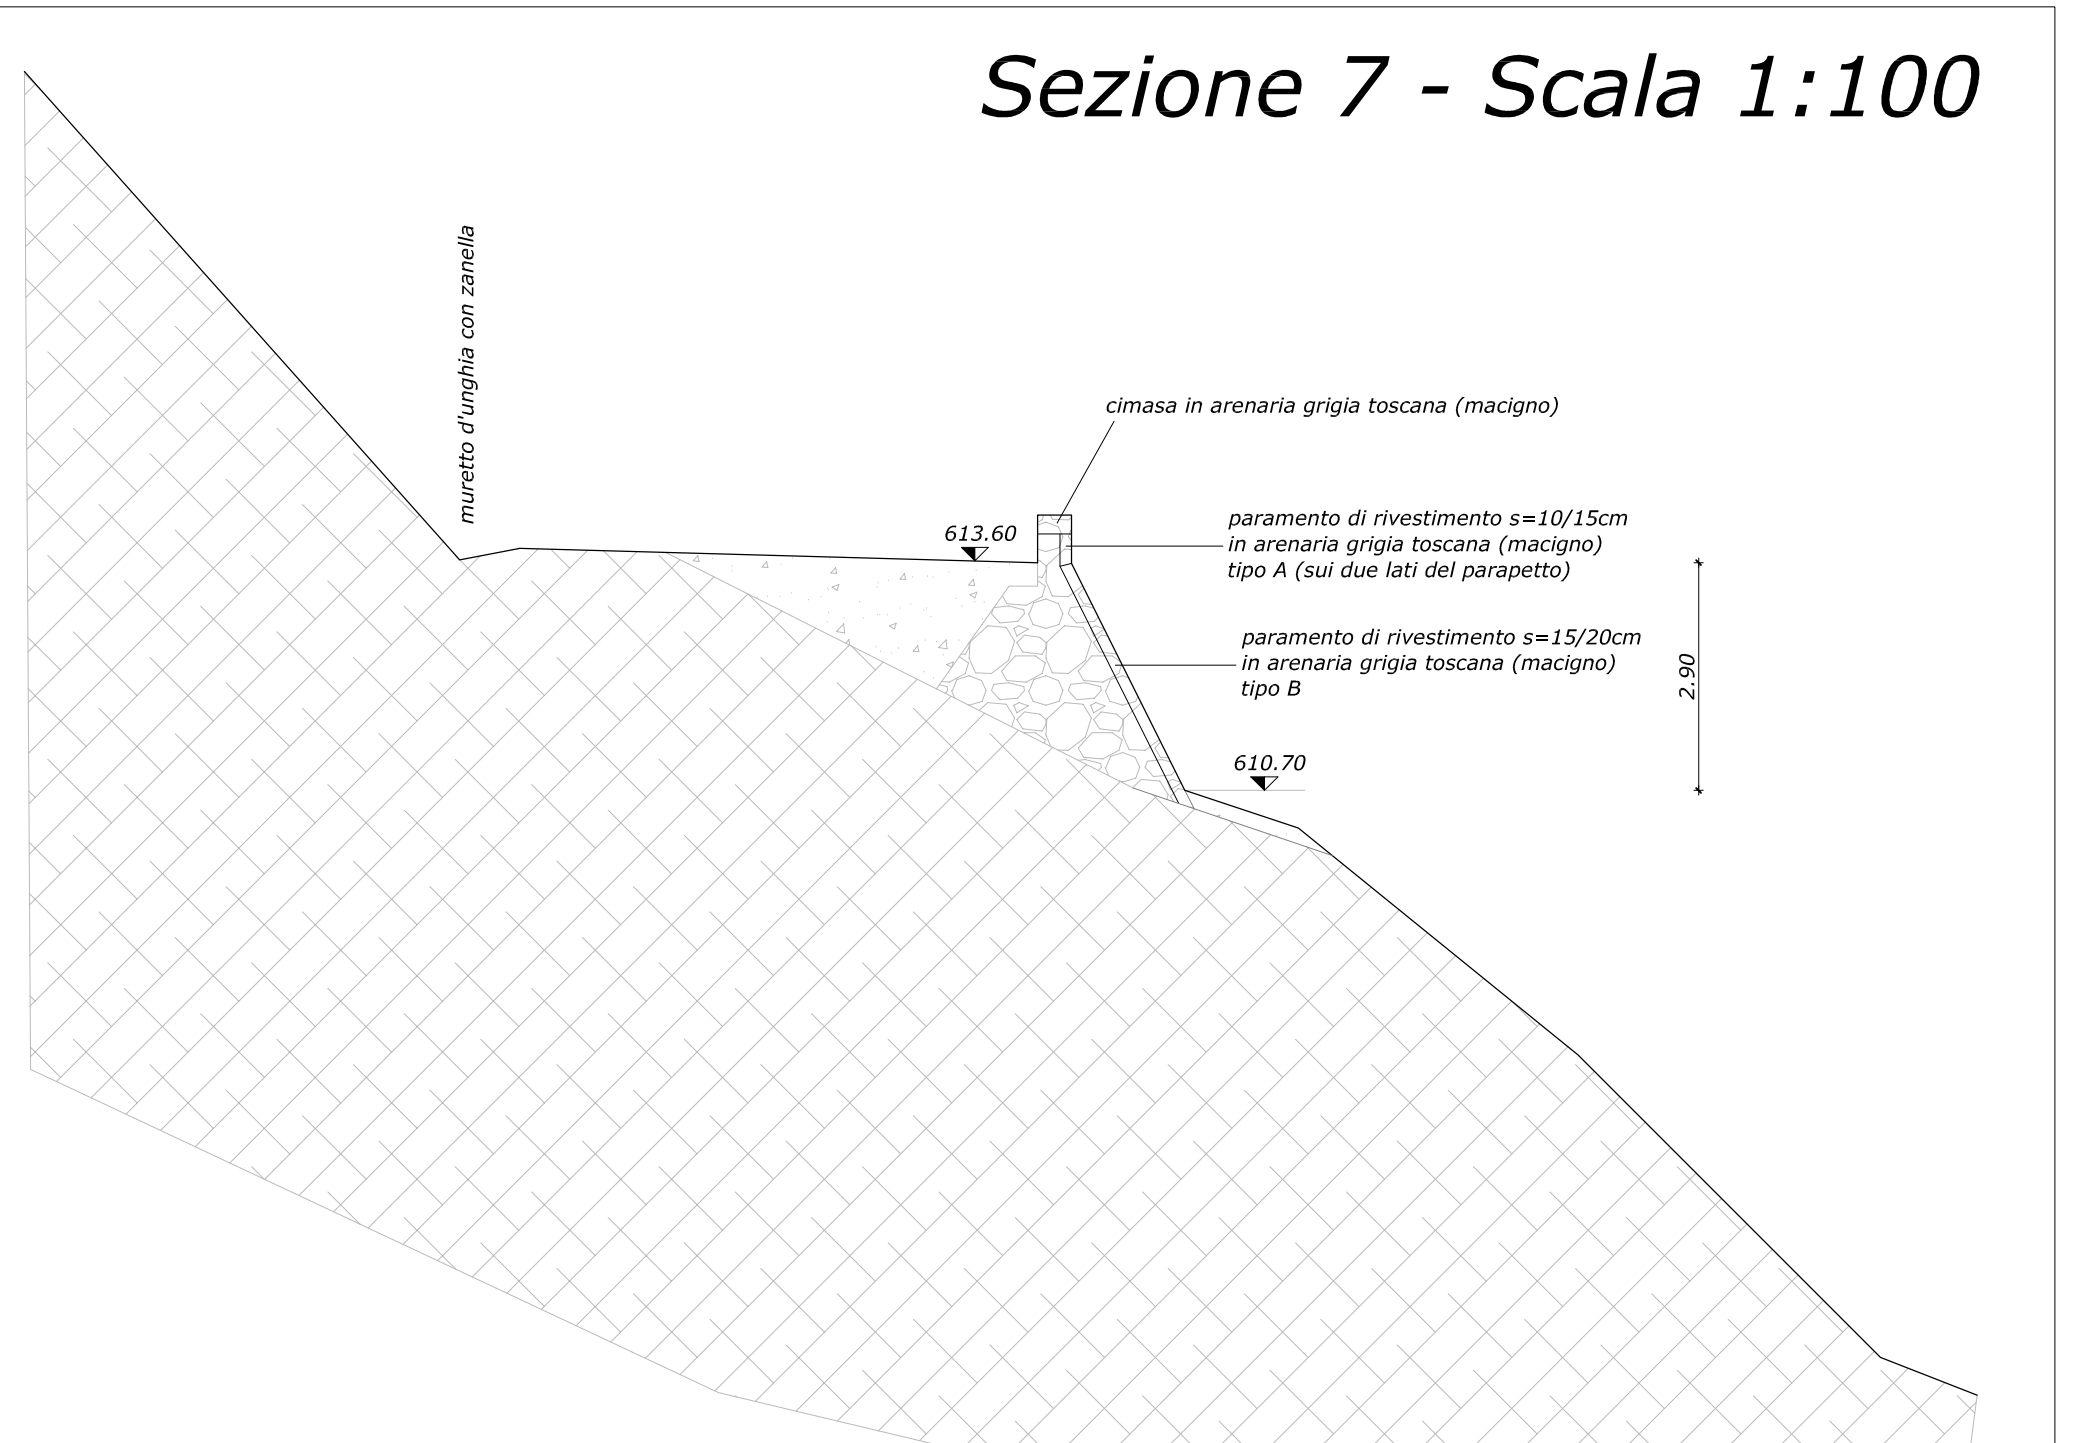 Sezione 7 - Scala 1:100
muretto d'unghia con zanella
cimasa in arenaria grigia toscana (macigno)
613.60
paramento di rivestimento s=10/15cm
in arenaria grigia toscana (macigno)
tipo A (sui due lati del parapetto)
paramento di rivestimento s=15/20cm
in arenaria grigia toscana (macigno)
tipo B
2.90
610.70